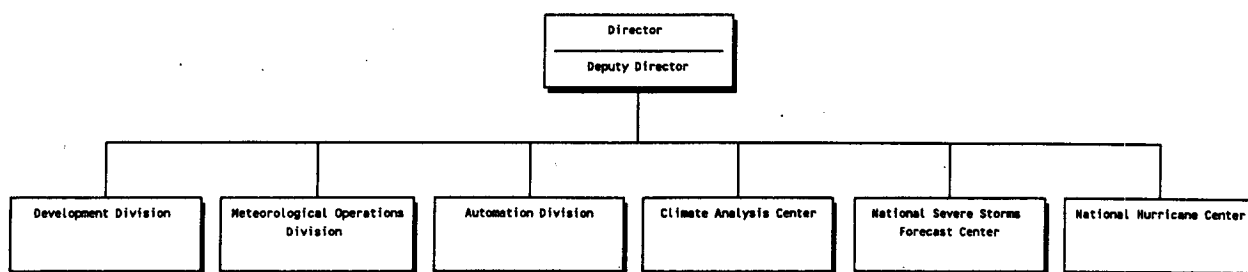 Director
Deputy Director
Development Division
Meteorological Operations
Division
Automation Division
Climate Analysis Center
National Severe Storms
Forecast Center
National Hurricane Center